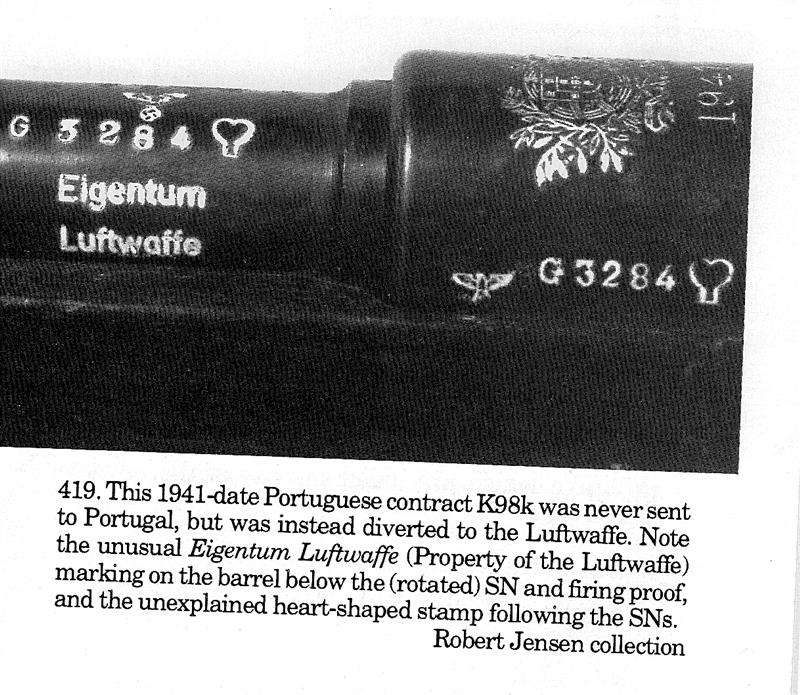 G 3284
Eigentum
Luftwaffe
G3284
419. This 1941-date Portuguese contract K98k was never sent
to Portugal, but was instead diverted to the Luftwaffe. Note
the unusual Eigentum Luftwaffe (Property of the Luftwaffe)
marking on the barrel below the (rotated) SN and firing proof,
and the unexplained heart-shaped stamp following the SNs.
Robert Jensen collection